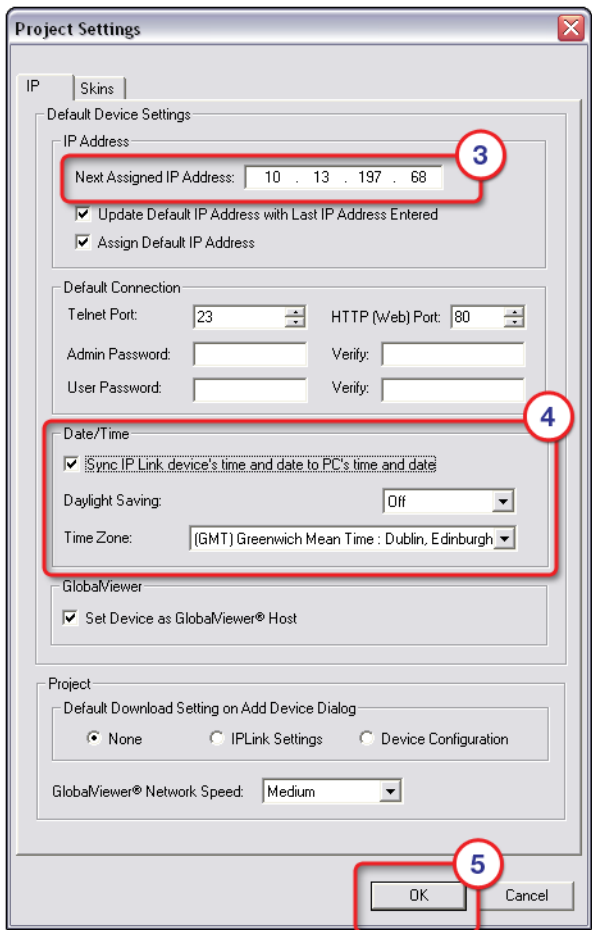 Project Settings
IP Skins
Default Device Settings
IP Address
3
Next Assigned IP Address: 10 . 13 . 197 . 68
Update Default IP Address with Last IP Address Entered
Assign Default IP Address
Default Connection
Telnet Port: 23 HTTP (Web) Port: 80
Admin Password: Verify:
User Password: Verify:
4
Date/Time
Sync IP Link device's time and date to PC's time and date
Daylight Saving: Off
Time Zone: (GMT) Greenwich Mean Time : Dublin, Edinburgh
GlobalViewer
Set Device as GlobalViewer® Host
Project
Default Download Setting on Add Device Dialog
None IPLink Settings Device Configuration
GlobalViewer® Network Speed: Medium
5
OK Cancel